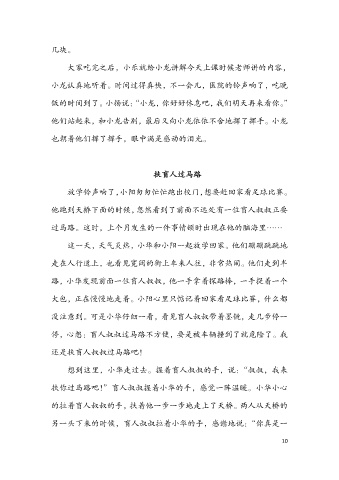 几块。
大家吃完之后，小乐就给小龙讲解今天上课时候老师讲的内容，
小龙认真地听着。时间过得真快，不一会儿，医院的铃声响了，吃晚
饭的时间到了。小杨说：“小龙，你好好休息吧，我们明天再来看你。”
他们站起来，和小龙告别，最后又向小龙依依不舍地挥了挥手。小龙
也朝着他们挥了挥手，眼中满是感动的泪光。
扶盲人过马路
放学铃声响了，小阳匆匆忙忙跑出校门，想要赶回家看足球比赛。
他跑到天桥下面的时候，忽然看到了前面不远处有一位盲人叔叔正要
过马路。这时，上个月发生的一件事情顿时出现在他的脑海里……
这一天，天气炎热，小华和小阳一起放学回家。他们蹦蹦跳跳地
走在人行道上，也看见宽阔的街上车来人往，非常热闹。他们走到半
路，小华发现前面一位盲人叔叔，他一手拿着探路棒，一手提着一个
大包，正在慢慢地走着。小阳心里只惦记着回家看足球比赛，什么都
没注意到。可是小华仔细一看，看见盲人叔叔带着墨镜，走几步停一
停，心想：盲人叔叔过马路不方便，要是被车辆撞到了就危险了。我
还是扶盲人叔叔过马路吧！
想到这里，小华走过去，握着盲人叔叔的手，说：“叔叔，我来
扶你过马路吧！”盲人叔叔握着小华的手，感觉一阵温暖。小华小心
的拉着盲人叔叔的手，扶着他一步一步地走上了天桥。两人从天桥的
另一头下来的时候，盲人叔叔拉着小华的手，感激地说：“你真是一
10